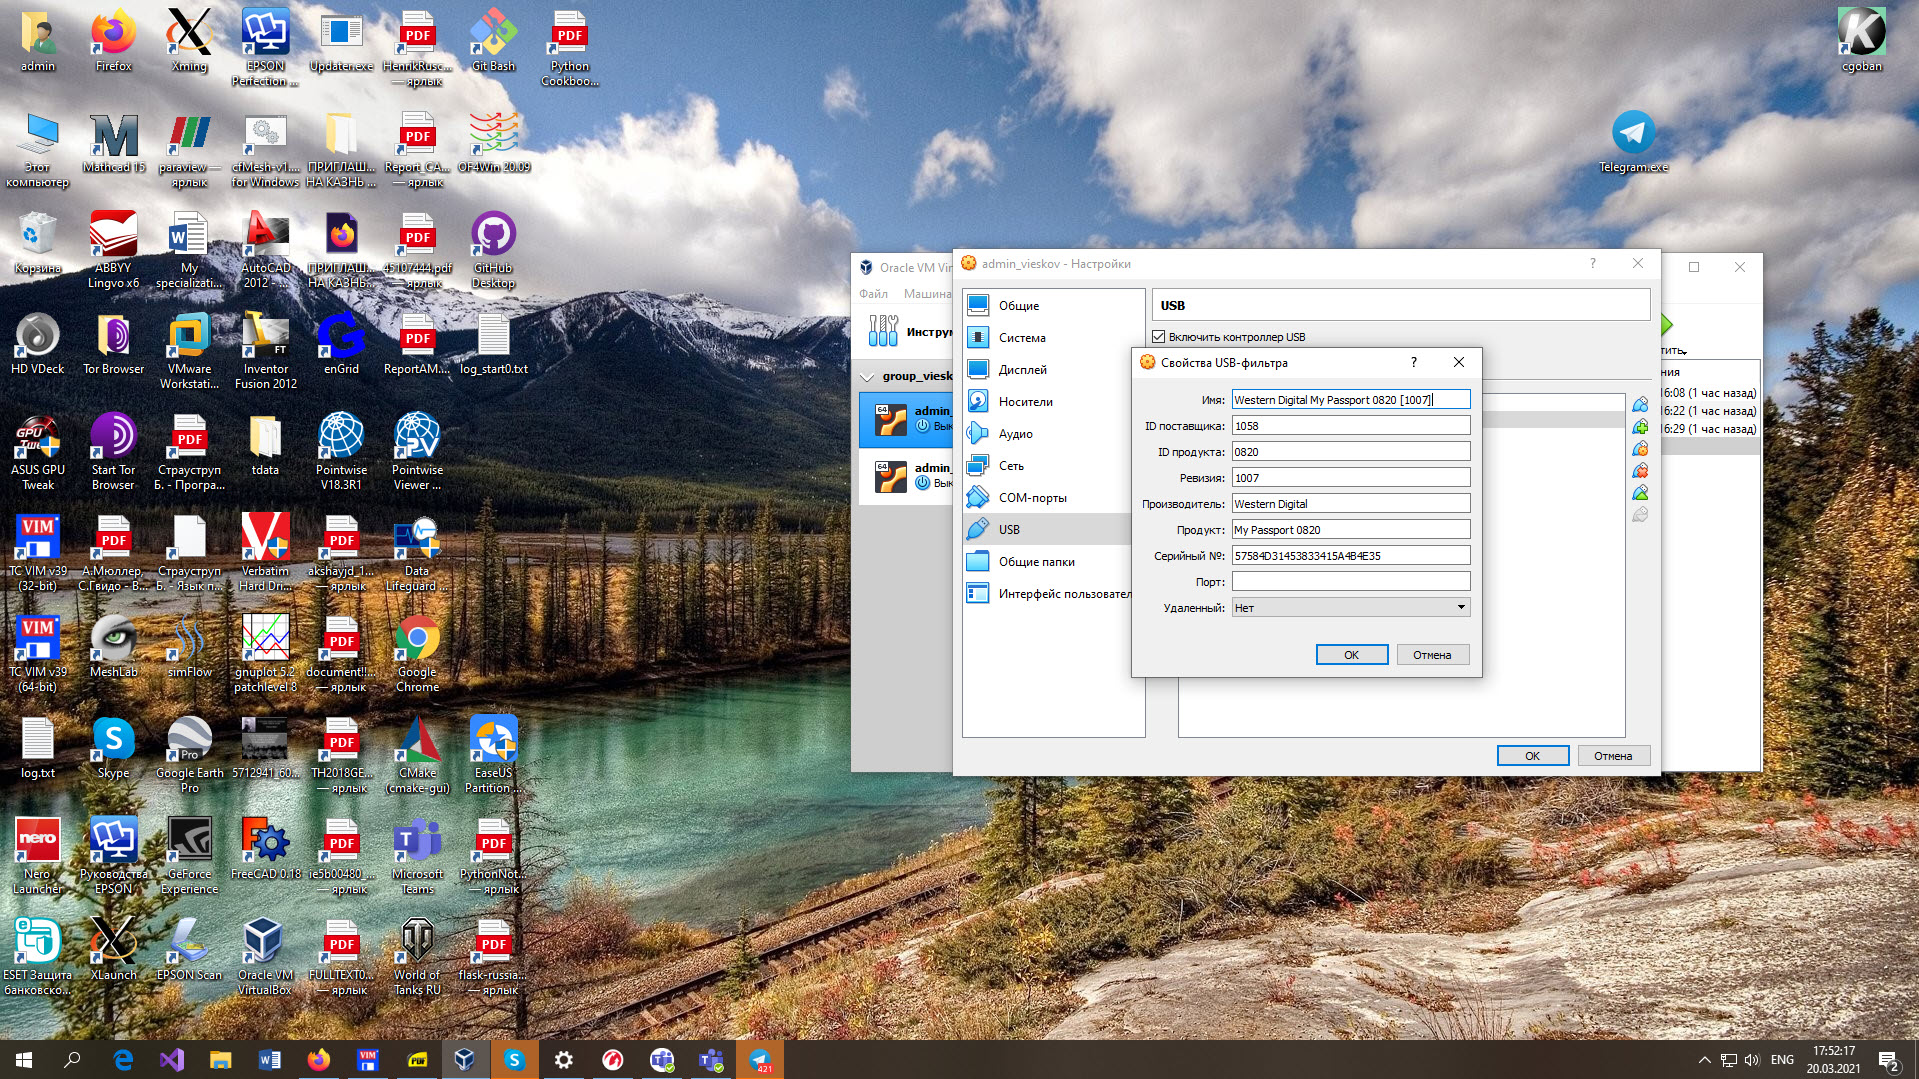 admin
Firefox
Xming
EPSON
Perfection ...
Updater.exe
HenrikRusc...
— ярлык
Git Bash
Python
Cookboo...
cgoban
Этот
компьютер
Mathcad 15
paraview —
ярлык
cfMesh-v1....
for Windows
ПРИГЛАШ...
НА КАЗНЬ ...
Report_CA...
— ярлык
OF4Win 20.09
Telegram.exe
Корзина
ABBYY
Lingvo x6
My
specializati...
AutoCAD
2012 - ...
ПРИГЛАШ...
НА КАЗНЬ...
45107444.pdf
— ярлык
GitHub
Desktop
HD VDeck
Tor Browser
VMware
Workstati...
Inventor
Fusion 2012
enGrid
ReportAM....
log_start0.txt
ASUS GPU
Tweak
Start Tor
Browser
Страуструп
Б. - Програ...
tdata
Pointwise
V18.3R1
Pointwise
Viewer ...
TC VIM v39
(32-bit)
А.Мюллер,
С.Гвидо - В...
Страуструп
Б. - Язык п...
Verbatim
Hard Dri...
akshayjd_1...
— ярлык
Data
Lifeguard ...
TC VIM v39
(64-bit)
MeshLab
simFlow
gnuplot 5.2
patchlevel 8
document!!...
— ярлык
Google
Chrome
log.txt
Skype
Google Earth
Pro
5712941_60...
TH2018GE...
— ярлык
CMake
(cmake-gui)
EaseUS
Partition ...
Nero
Launcher
Руководства
EPSON
GeForce
Experience
FreeCAD 0.18
ie5b00480_...
— ярлык
Microsoft
Teams
PythonNot...
— ярлык
ESET Защита
банковско...
XLaunch
EPSON Scan
Oracle VM
VirtualBox
FULLTEXT0...
— ярлык
World of
Tanks RU
flask-russia...
— ярлык
Oracle VM Vir
Файл Машина
Инструм
group_viesk
64 admin_
Вык
64 admin_
Вык
тить
ния
16:08 (1 час назад)
16:22 (1 час назад)
16:29 (1 час назад)
admin_vieskov - Настройки
Общие
Система
Дисплей
Носители
Аудио
Сеть
COM-порты
USB
Общие папки
Интерфейс пользовател
USB
Включить контроллер USB
OK
Отмена
Свойства USB-фильтра
Имя: Western Digital My Passport 0820 [1007]
ID поставщика: 1058
ID продукта: 0820
Ревизия: 1007
Производитель: Western Digital
Продукт: My Passport 0820
Серийный №: 57584D31453833415A4B4E35
Порт:
Удаленный: Нет
OK
Отмена
421
ENG
17:52:17
20.03.2021
2